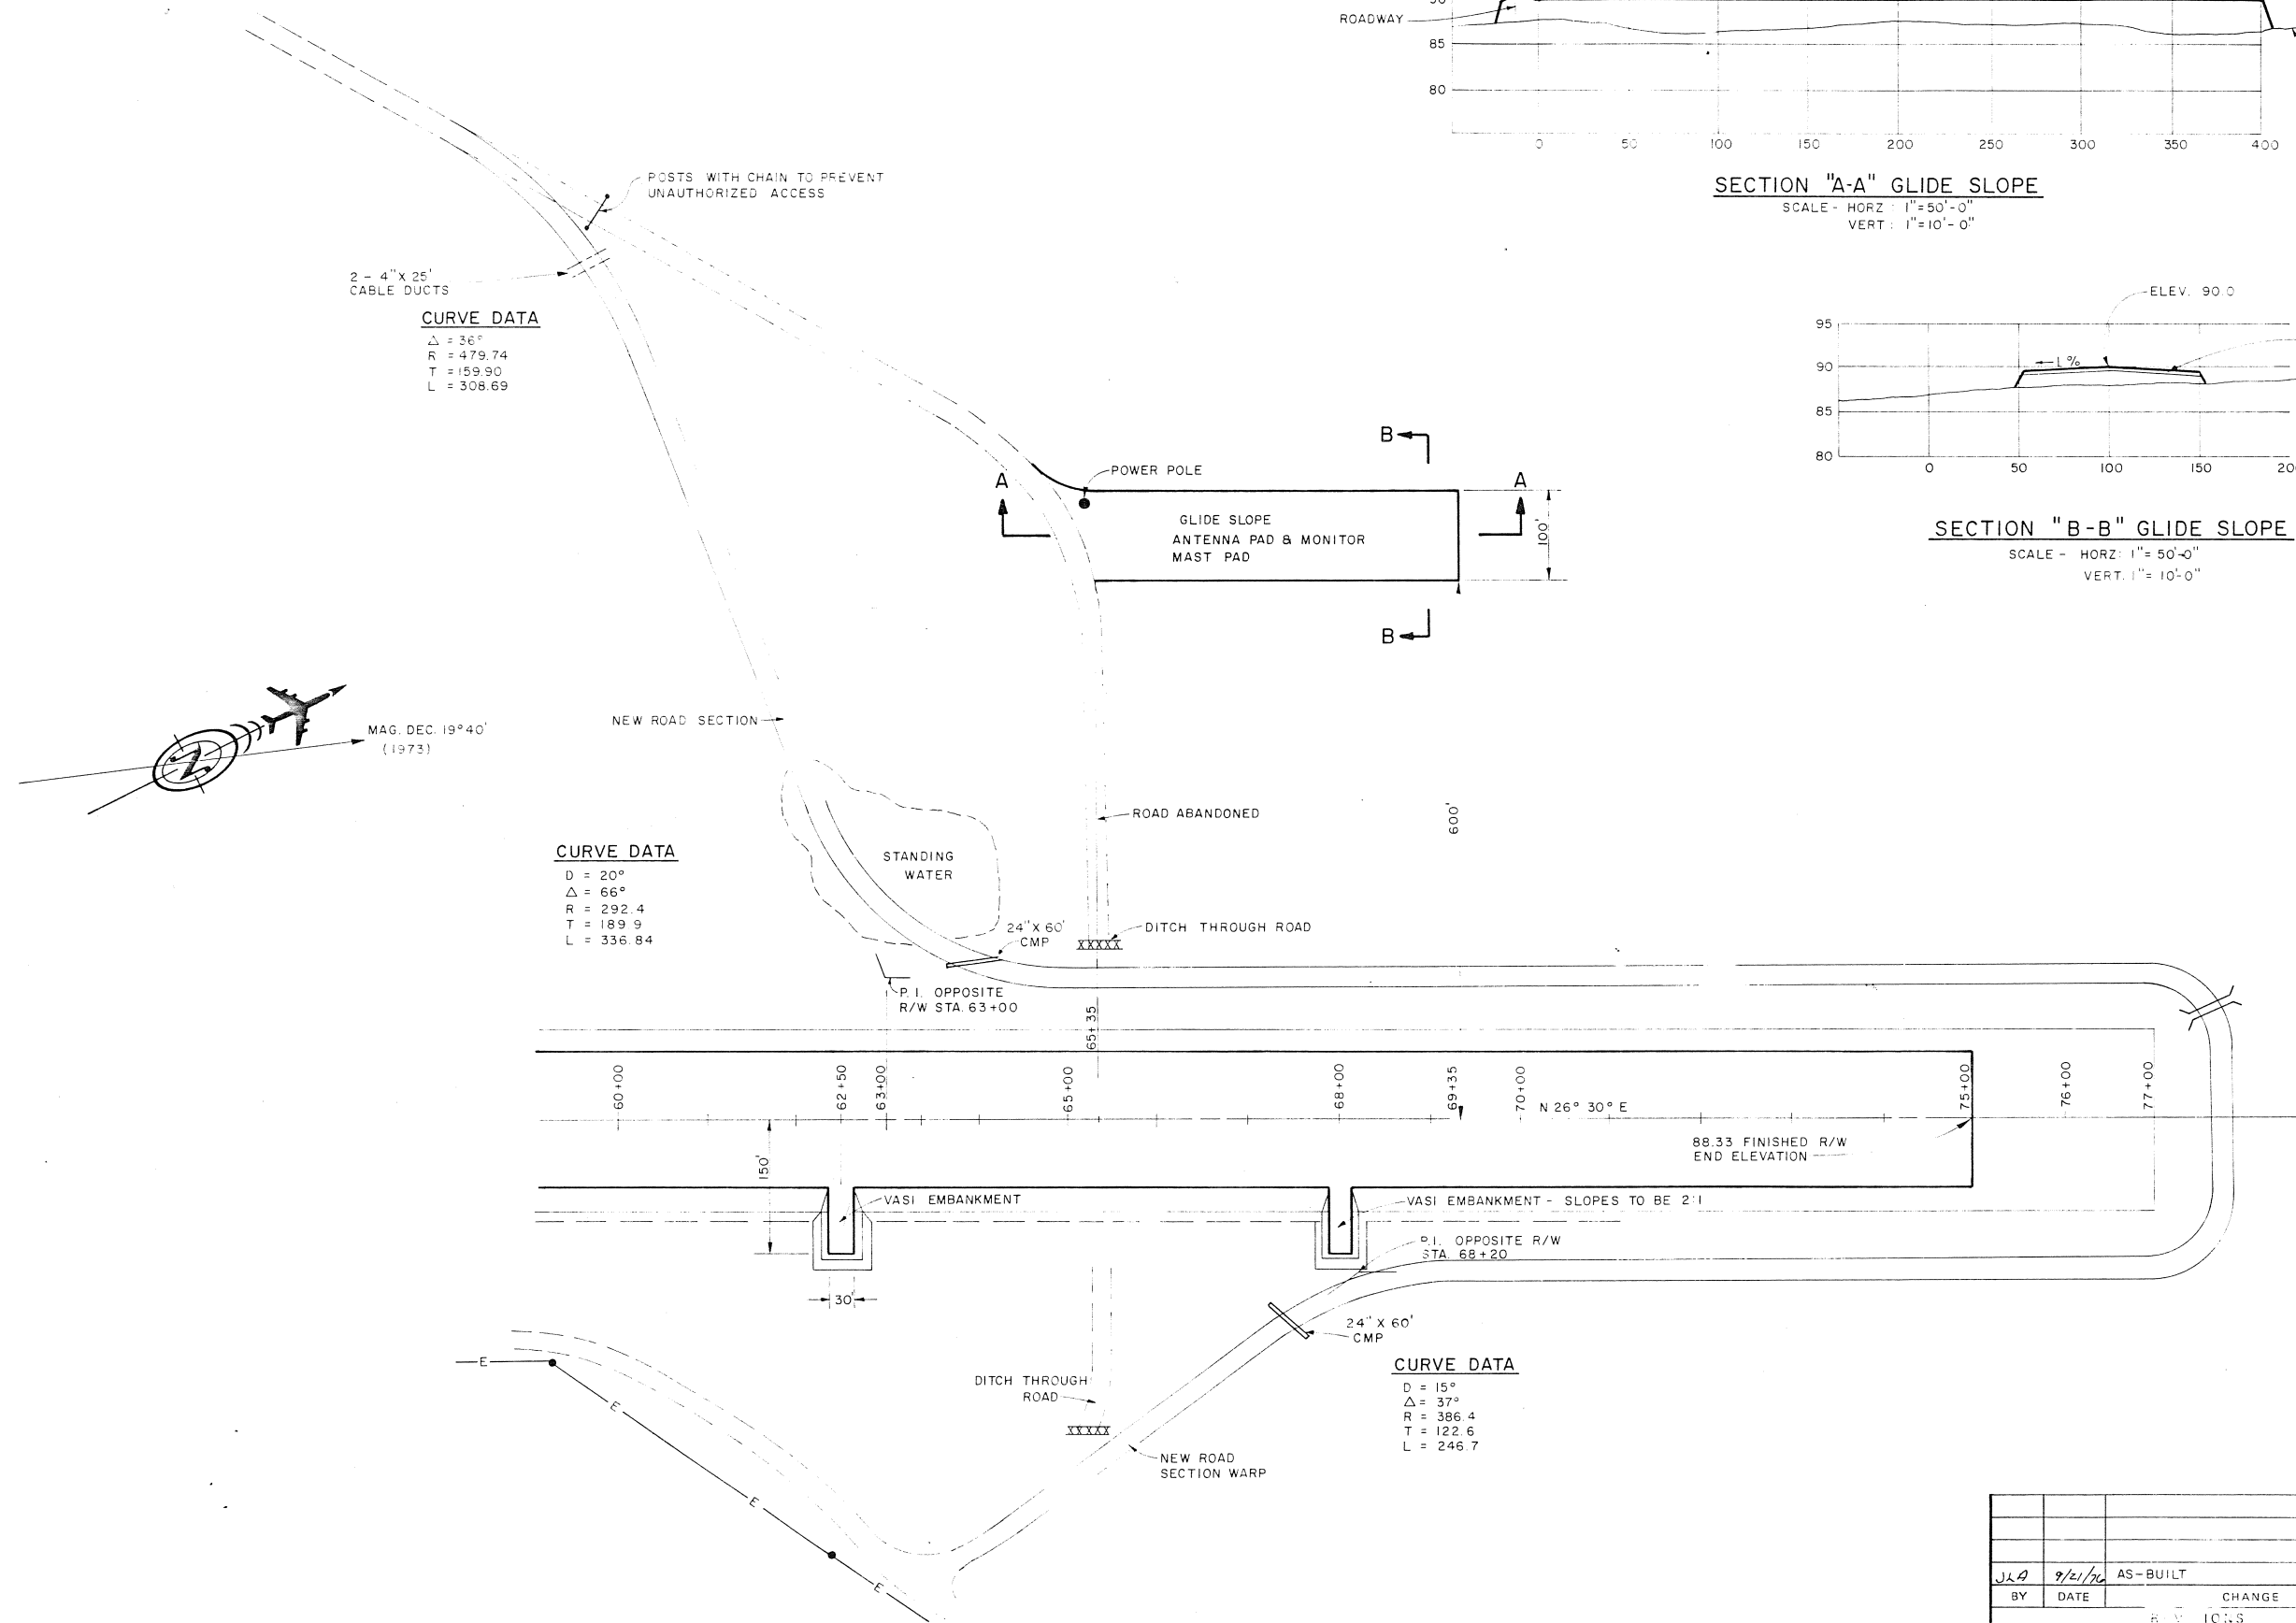 90
ROADWAY
85
80
0 50 100 150 200 250 300 350 400
SECTION "A-A" GLIDE SLOPE
SCALE - HORZ : 1"=50'-0"
VERT : 1"=10'-0"
POSTS WITH CHAIN TO PREVENT
UNAUTHORIZED ACCESS
2 - 4" X 25'
CABLE DUCTS
CURVE DATA
Δ = 36°
R = 479.74
T = 159.90
L = 308.69
ELEV. 90.0
95
90
1%
85
80
0 50 100 150
SECTION "B-B" GLIDE SLOPE
SCALE - HORZ: 1"= 50'-0"
VERT. 1"= 10'-0"
B
A
POWER POLE
A
GLIDE SLOPE
ANTENNA PAD & MONITOR
MAST PAD
100'
B
NEW ROAD SECTION
MAG. DEC. 19°40'
(1973)
ROAD ABANDONED
600'
CURVE DATA
D = 20°
Δ = 66°
R = 292.4
T = 189.9
L = 336.84
STANDING
WATER
24" X 60'
CMP
DITCH THROUGH ROAD
XXXXX
P.I. OPPOSITE
R/W STA. 63+00
65+35
60+00
62+50
63+00
65+00
68+00
69+35
70+00
N 26° 30' E
75+00
76+00
77+00
150'
88.33 FINISHED R/W
END ELEVATION
VASI EMBANKMENT
VASI EMBANKMENT - SLOPES TO BE 2:1
P.I. OPPOSITE R/W
STA. 68+20
30'
24" X 60'
CMP
E
DITCH THROUGH
ROAD
XXXXX
CURVE DATA
D = 15°
Δ = 37°
R = 386.4
T = 122.6
L = 246.7
E
NEW ROAD
SECTION WARP
E
E
JLA 9/21/76 AS-BUILT
BY DATE CHANGE